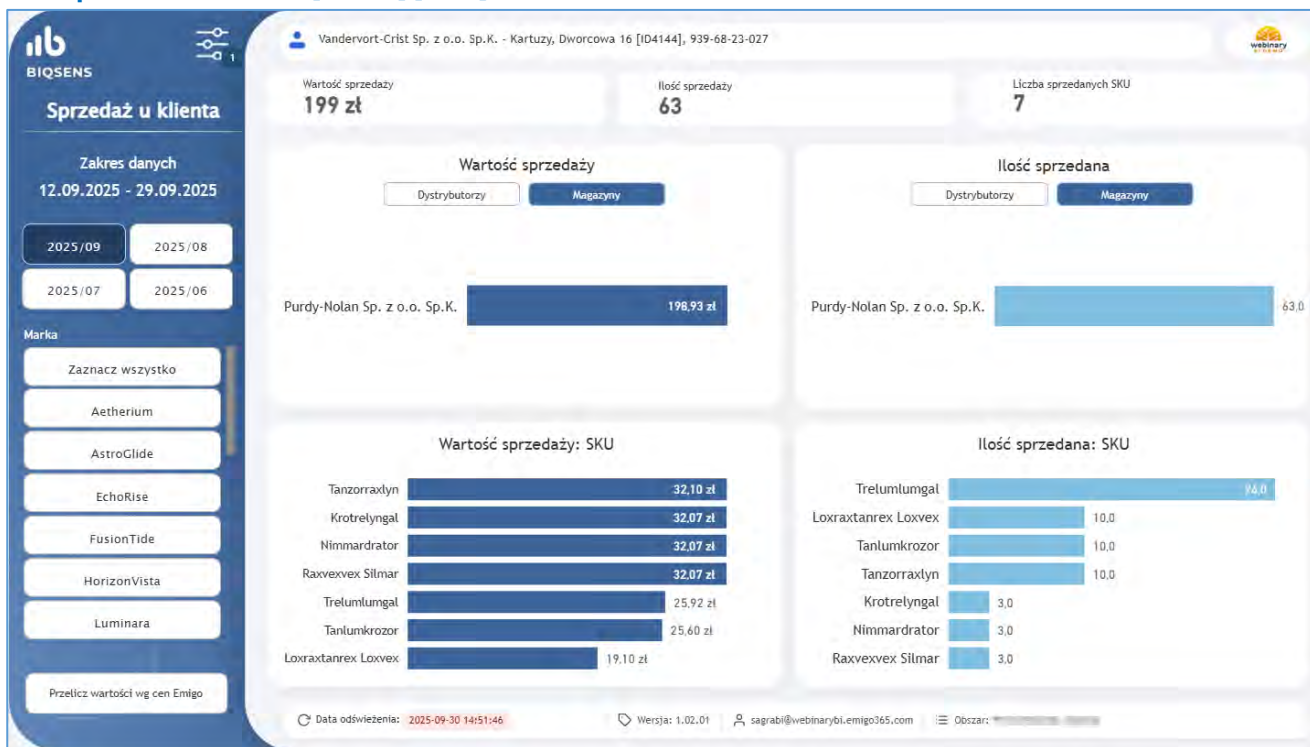 BIQSENS
1
Sprzedaż u klienta
Zakres danych
12.09.2025 - 29.09.2025
2025/09 2025/08
2025/07 2025/06
Marka
Zaznacz wszystko
Aetherium
AstroGlide
EchoRise
FusionTide
HorizonVista
Luminara
Przelicz wartości wg cen Emigo
Vandervort-Crist Sp. z o.o. Sp.K. - Kartuzy, Dworcowa 16 [ID4144], 939-68-23-027
webinary
Wartość sprzedaży
199 zł
Ilość sprzedaży
63
Liczba sprzedanych SKU
7
Wartość sprzedaży
Dystrybutorzy Magazyny
Purdy-Nolan Sp. z o.o. Sp.K. 198,93 zł
Ilość sprzedana
Dystrybutorzy Magazyny
Purdy-Nolan Sp. z o.o. Sp.K. 63,0
Wartość sprzedaży: SKU
Tanzorraxlyn 32,10 zł
Krotrelyngal 32,07 zł
Nimmardrator 32,07 zł
Raxvexvex Silmar 32,07 zł
Trelumlumgal 25,92 zł
Tanlumkrozor 25,60 zł
Loxraxtanrex Loxvex 19,10 zł
Ilość sprzedana: SKU
Trelumlumgal
Loxraxtanrex Loxvex 10,0
Tanlumkrozor 10,0
Tanzorraxlyn 10,0
Krotrelyngal 3,0
Nimmardrator 3,0
Raxvexvex Silmar 3,0
Data odświeżenia: 2025-09-30 14:51:46 Wersja: 1.02.01 sagrabi@webinarybi.emigo365.com Obszar: